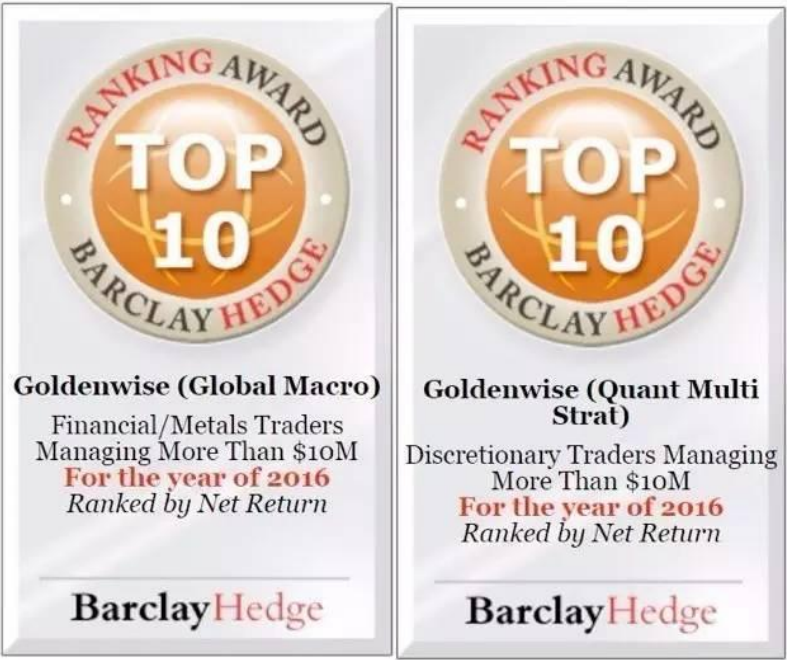 RANKING AWARD
TOP
10
BARCLAY HEDGE
Goldenwise (Global Macro)
Financial/Metals Traders
Managing More Than $10M
For the year of 2016
Ranked by Net Return
BarclayHedge
RANKING AWARD
TOP
10
BARCLAY HEDGE
Goldenwise (Quant Multi
Strat)
Discretionary Traders Managing
More Than $10M
For the year of 2016
Ranked by Net Return
BarclayHedge